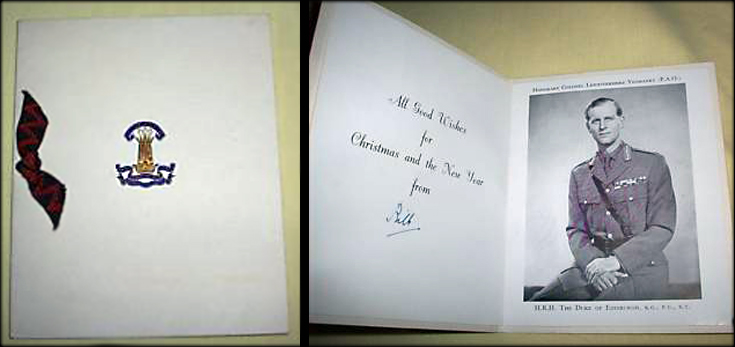 All Good Wishes
for
Christmas and the New Year
from
HONORARY COLONEL LEICESTERSHIRE YEOMANRY (P.A.O.)
H.R.H. THE DUKE OF EDINBURGH, K.G., P.C., K.T.